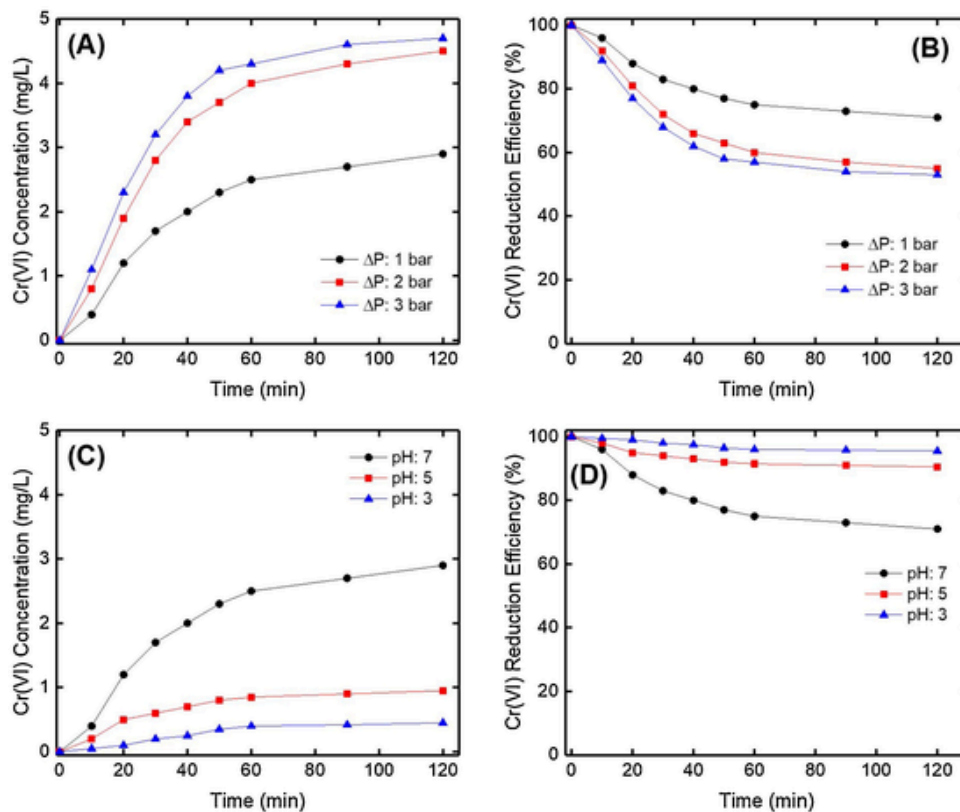 (A)
Cr(VI) Concentration (mg/L)
5
4
3
2
1
0
ΔP: 1 bar
ΔP: 2 bar
ΔP: 3 bar
0 20 40 60 80 100 120
Time (min)
(B)
Cr(VI) Reduction Efficiency (%)
100
80
60
40
20
0
ΔP: 1 bar
ΔP: 2 bar
ΔP: 3 bar
0 20 40 60 80 100 120
Time (min)
(C)
Cr(VI) Concentration (mg/L)
5
4
3
2
1
0
pH: 7
pH: 5
pH: 3
0 20 40 60 80 100 120
Time (min)
(D)
Cr(VI) Reduction Efficiency (%)
100
80
60
40
20
0
pH: 7
pH: 5
pH: 3
0 20 40 60 80 100 120
Time (min)